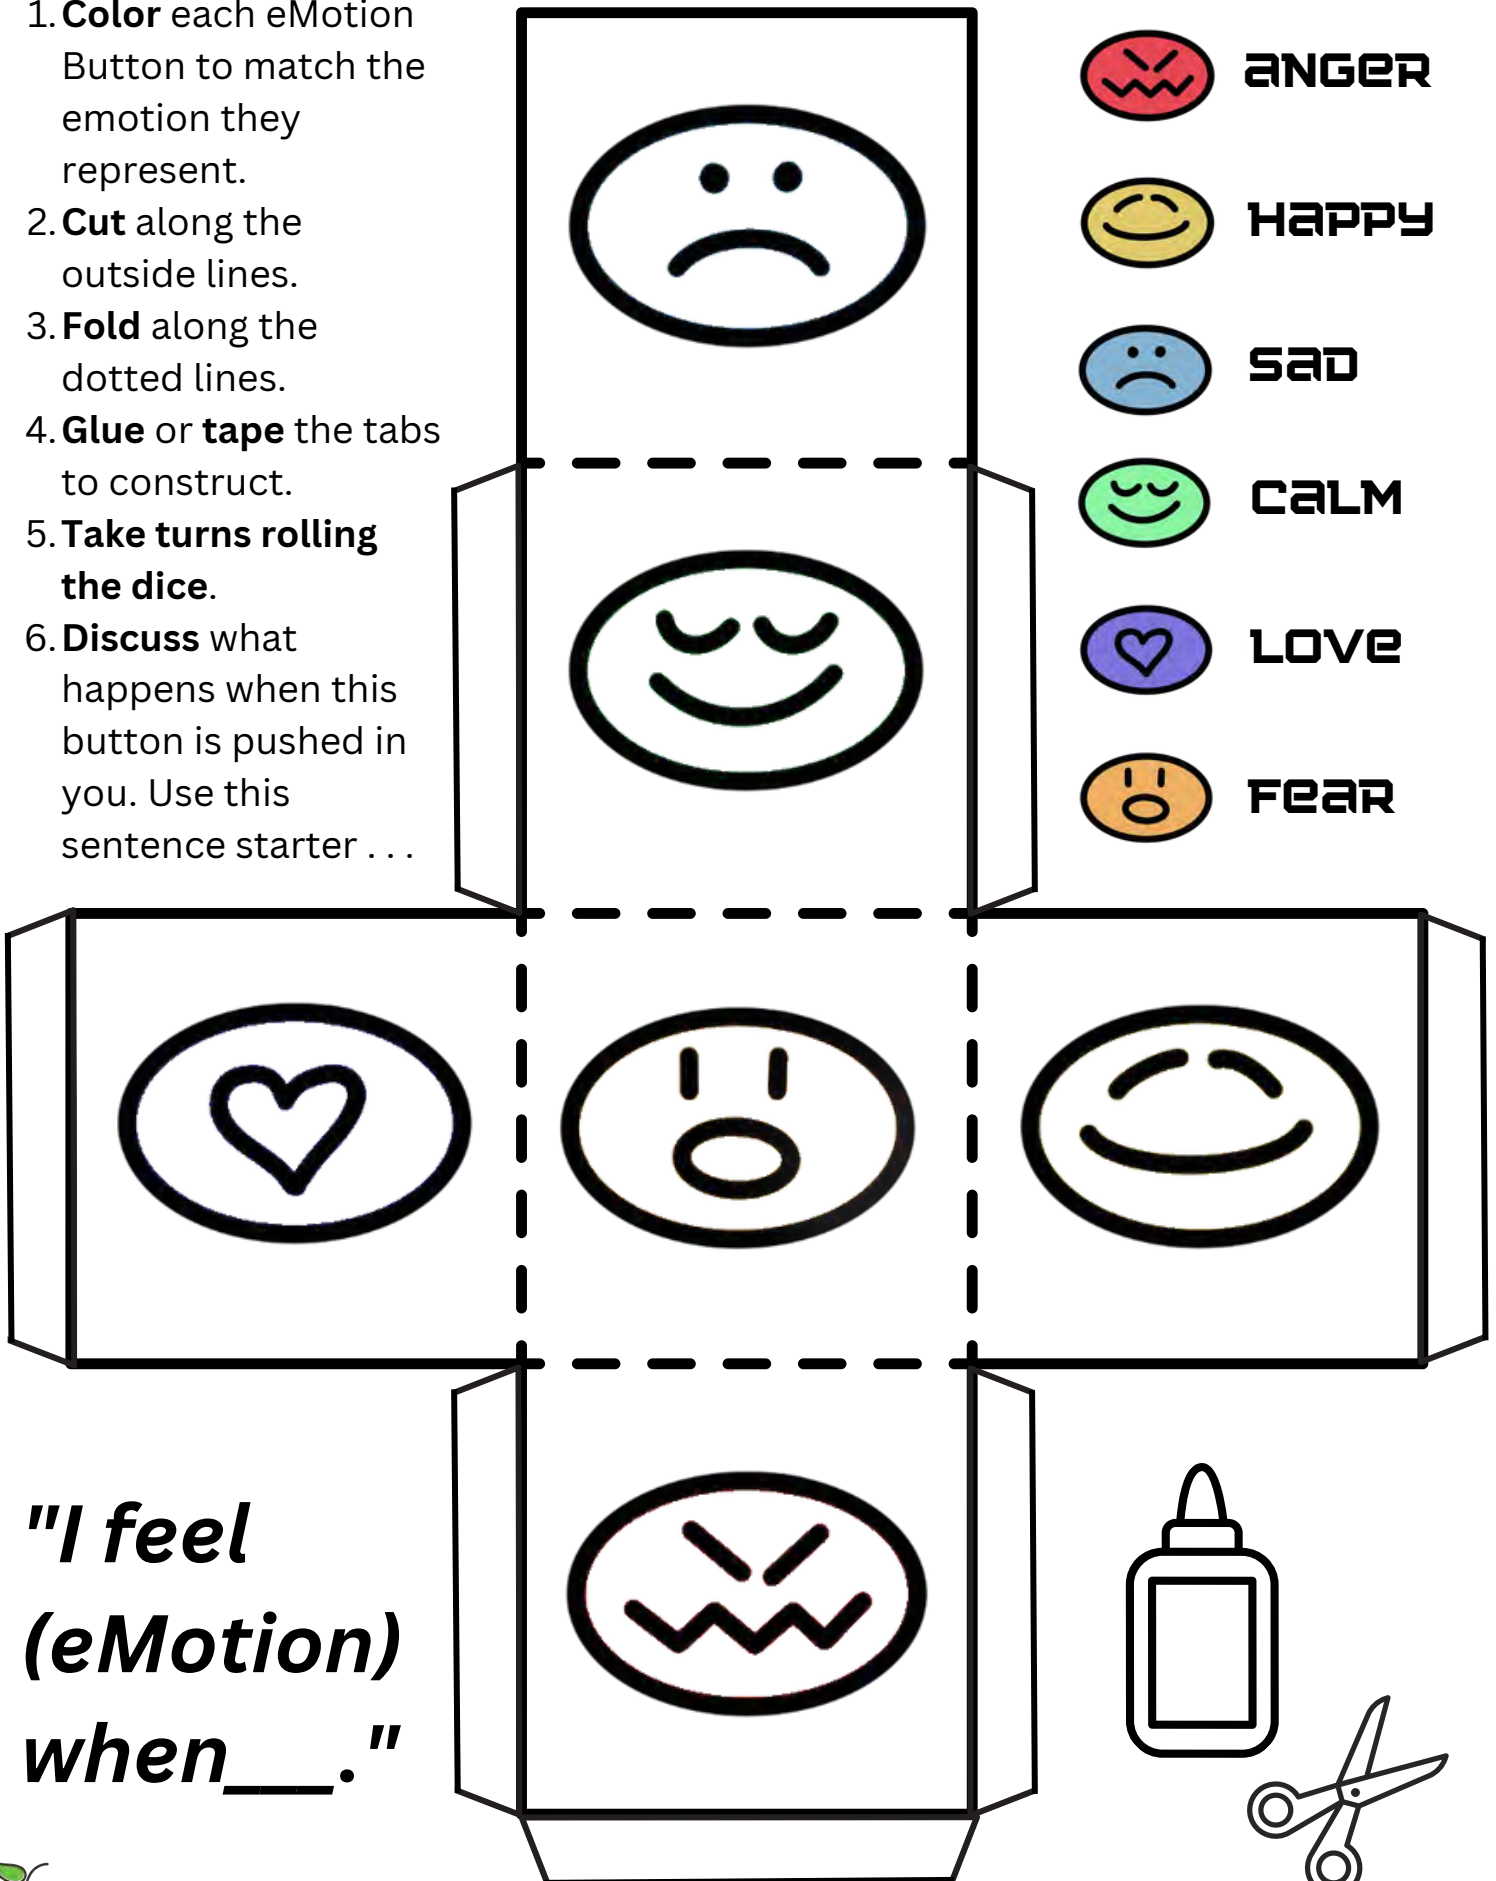 1. Color each eMotion
Button to match the
emotion they
represent.
2. Cut along the
outside lines.
3. Fold along the
dotted lines.
4. Glue or tape the tabs
to construct.
5. Take turns rolling
the dice.
6. Discuss what
happens when this
button is pushed in
you. Use this
sentence starter . . .
ANGER
HAPPY
SAD
CALM
LOVE
FEAR
"I feel
(eMotion)
when___."